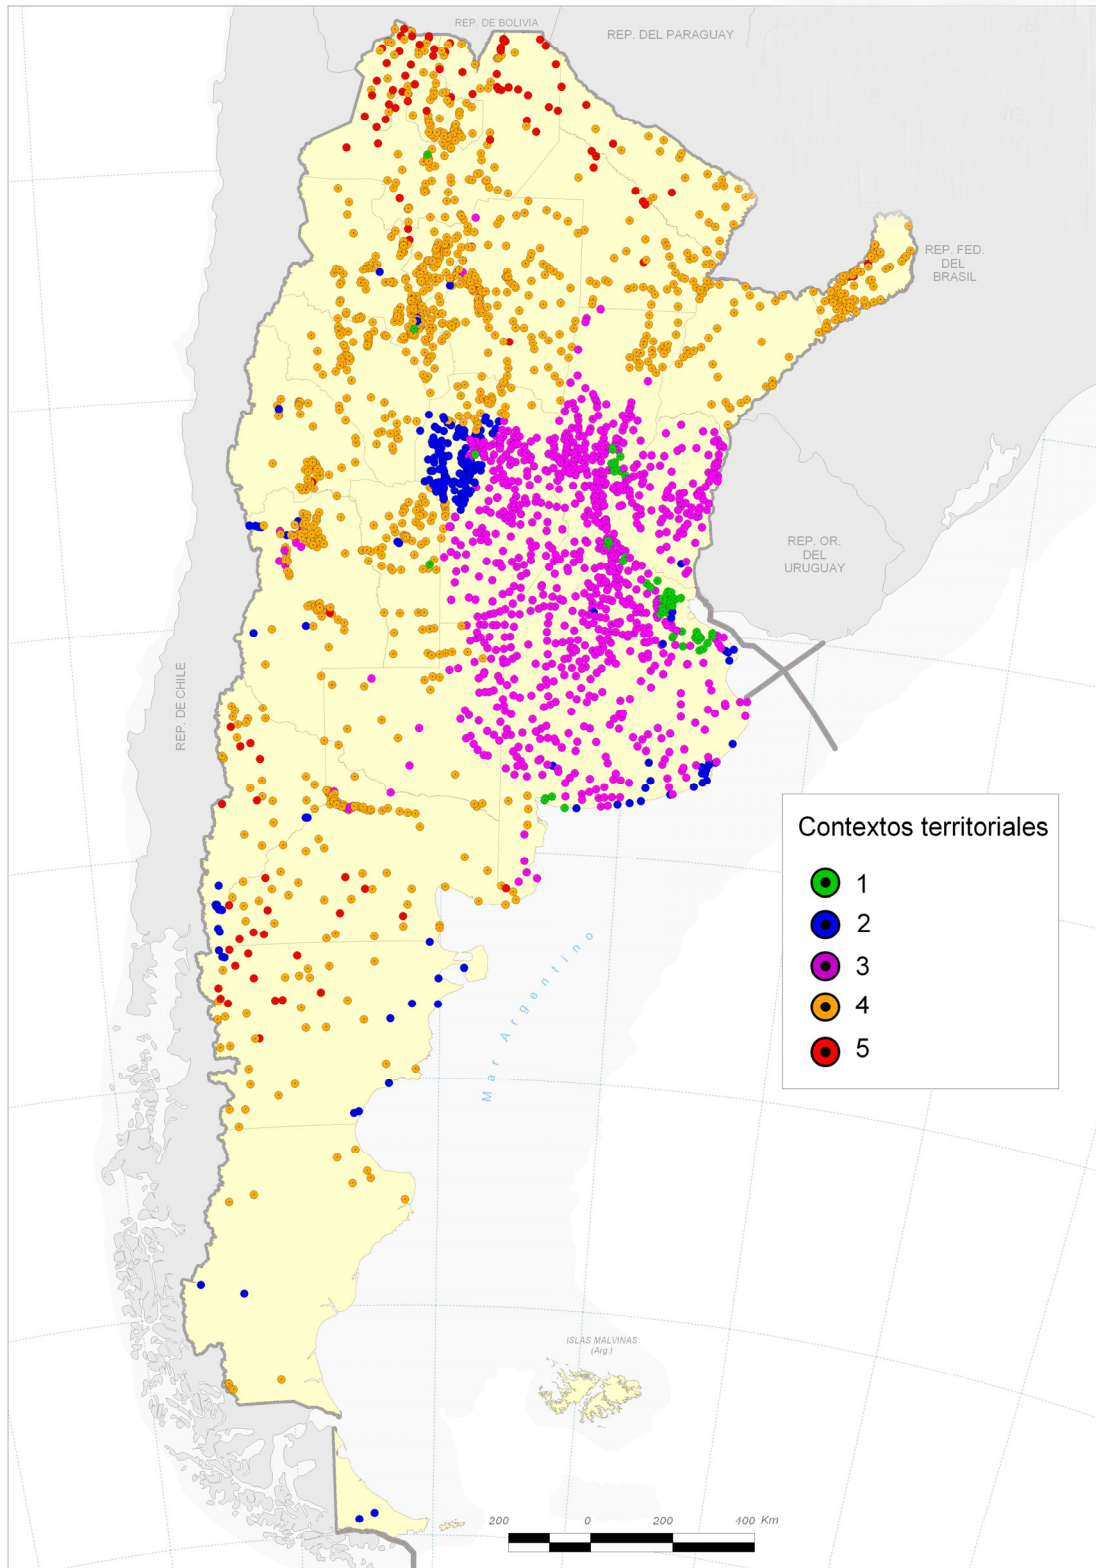 REP. DE BOLIVIA
REP. DEL PARAGUAY
REP. FED.
DEL
BRASIL
REP. OR.
DEL
URUGUAY
REP. DE CHILE
Contextos territoriales
1
2
3
4
5
Mar Argentino
ISLAS MALVINAS
(Arg.)
200 0 200 400 Km